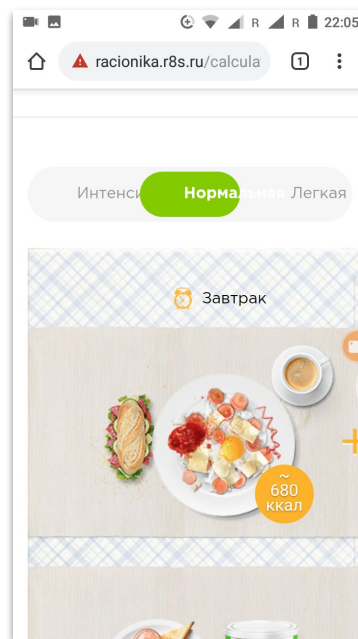 R R 22:05
racionika.r8s.ru/calcula
1
Интенси Нормальная Легкая
Завтрак
~
680
ккал